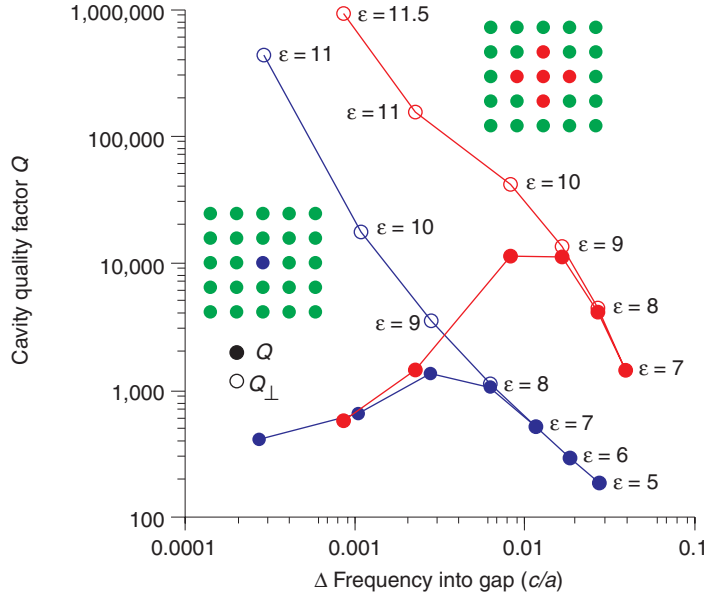 1,000,000
100,000
10,000
1,000
100
Cavity quality factor Q
ε = 11.5
ε = 11
ε = 11
ε = 10
ε = 10
ε = 9
ε = 9
ε = 8
ε = 8
ε = 7
ε = 7
ε = 6
ε = 5
Q
Q⊥
0.0001
0.001
0.01
0.1
Δ Frequency into gap (c/a)